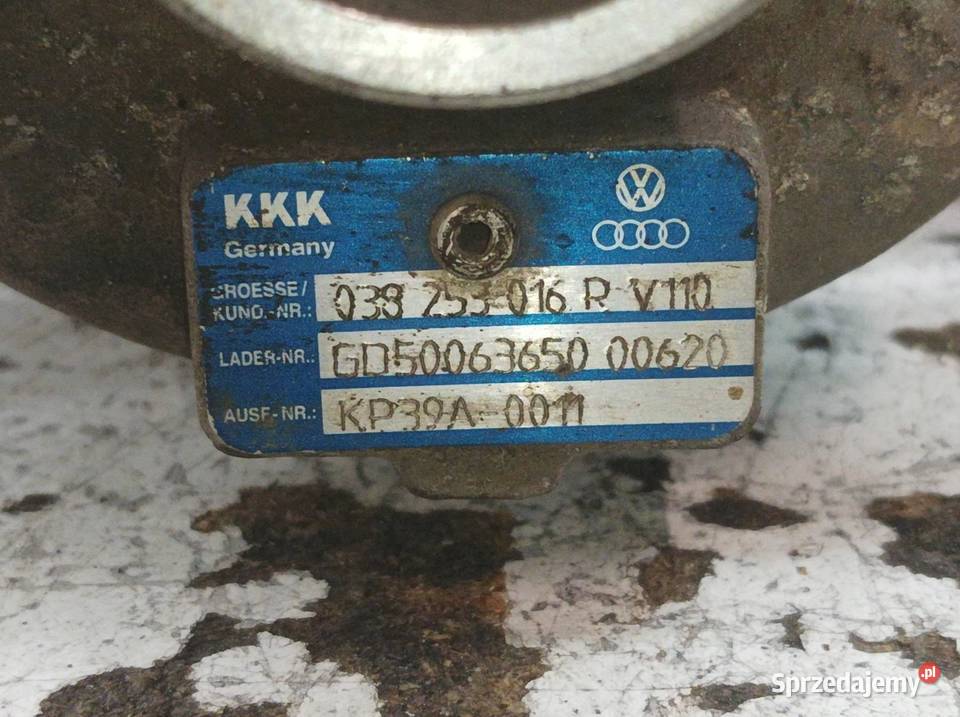 KKK
Germany
GROESSE/
KUND.-NR.: 038 253 016 R V110
LADER-NR.: GD50063650 00620
AUSF-NR.: KP39A-0011
Sprzedajemy.pl